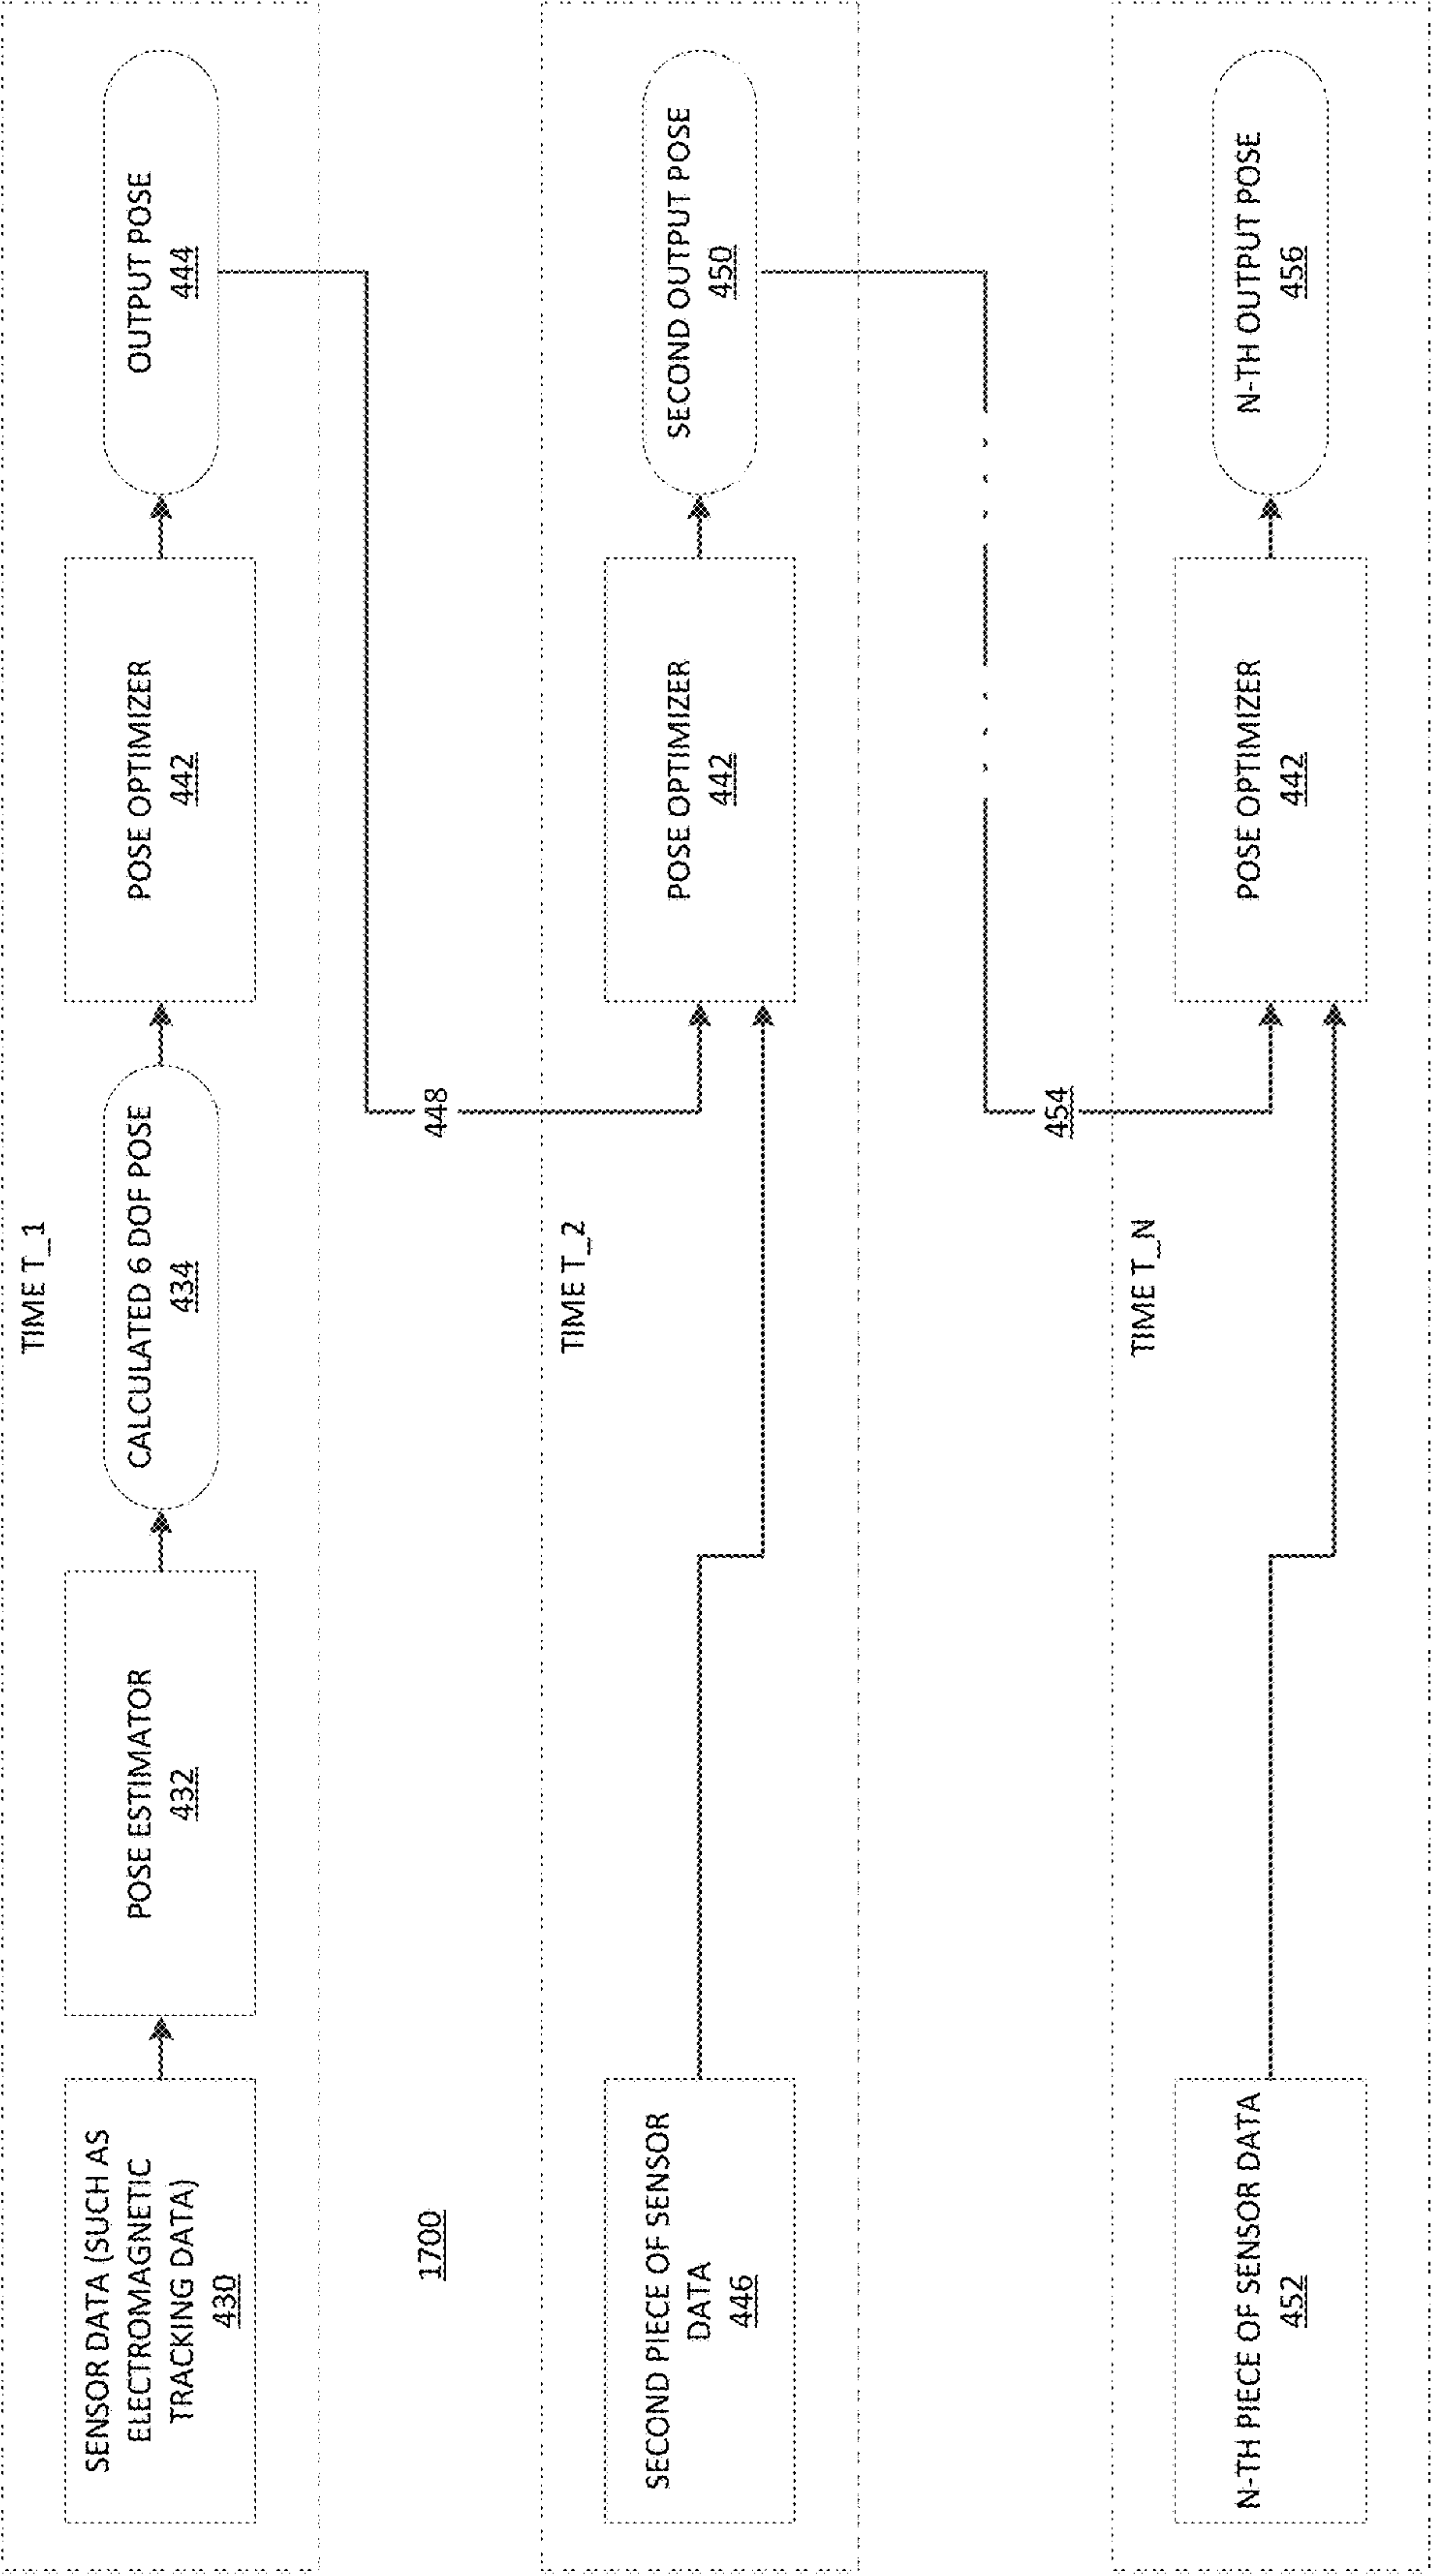 TIME T_1
SENSOR DATA (SUCH AS
ELECTROMAGNETIC
TRACKING DATA)
430
POSE ESTIMATOR
432
CALCULATED 6 DOF POSE
434
POSE OPTIMIZER
442
OUTPUT POSE
444
1700
448
TIME T_2
SECOND PIECE OF SENSOR
DATA
446
POSE OPTIMIZER
442
SECOND OUTPUT POSE
450
454
TIME T_N
N-TH PIECE OF SENSOR DATA
452
POSE OPTIMIZER
442
N-TH OUTPUT POSE
456